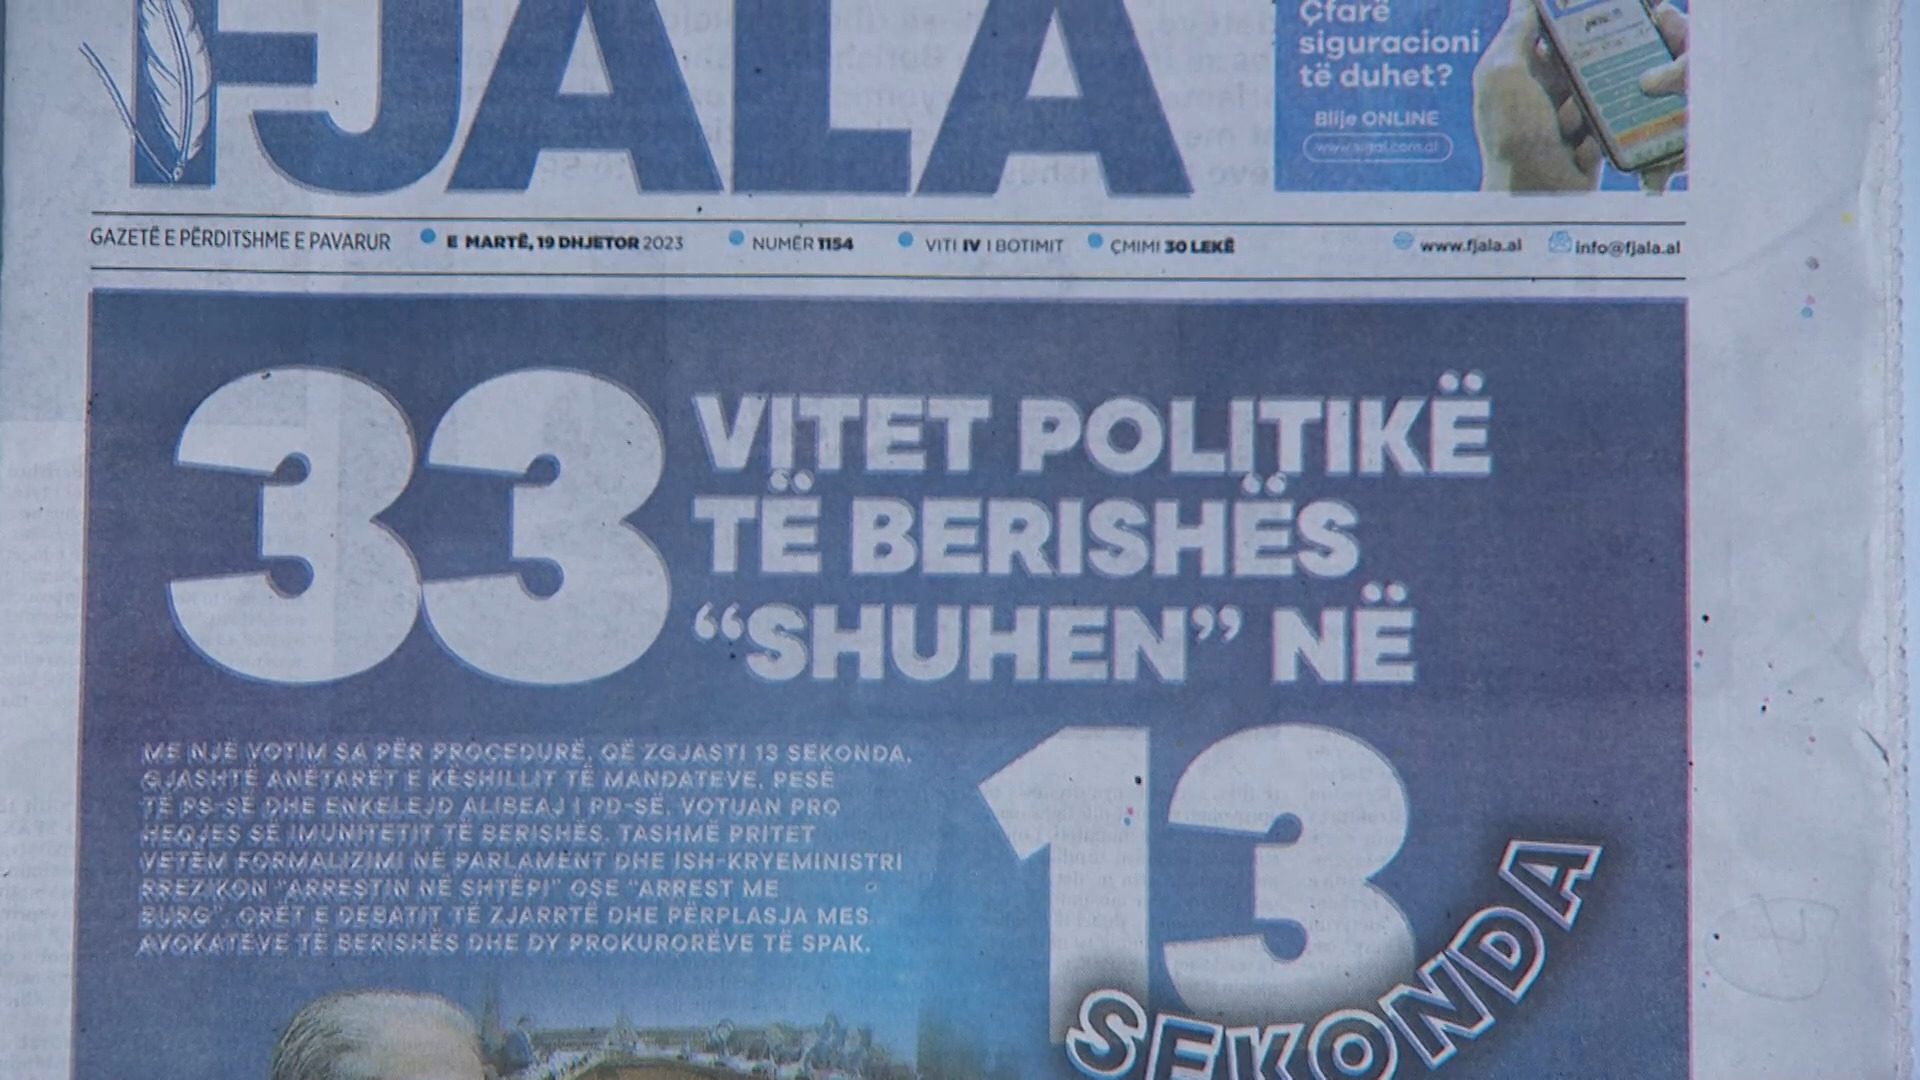 FJALA
Çfarë
siguracioni
të duhet?
Blije ONLINE
www.sigal.com.al
GAZETË E PËRDITSHME E PAVARUR
E MARTË, 19 DHJETOR 2023
NUMËR 1154
VITI IV I BOTIMIT
ÇMIMI 30 LEKË
www.fjala.al
info@fjala.al
33 VITET POLITIKË
TË BERISHËS
“SHUHEN” NË
13
SEKONDA
ME NJË VOTIM SA PËR PROCEDURË, QË ZGJASTI 13 SEKONDA,
GJASHTË ANËTARËT E KËSHILLIT TË MANDATEVE, PESË
TË PS-SË DHE ENKELEJD ALIBEAJ I PD-SË, VOTUAN PRO
HEQJES SË IMUNITETIT TË BERISHËS. TASHMË PRITET
VETËM FORMALIZIMI NË PARLAMENT DHE ISH-KRYEMINISTRI
RREZIKON "ARRESTIN NË SHTËPI" OSE "ARREST ME
BURG". ORËT E DEBATIT TË ZJARRTË DHE PËRPLASJA MES
AVOKATËVE TË BERISHËS DHE DY PROKURORËVE TË SPAK.